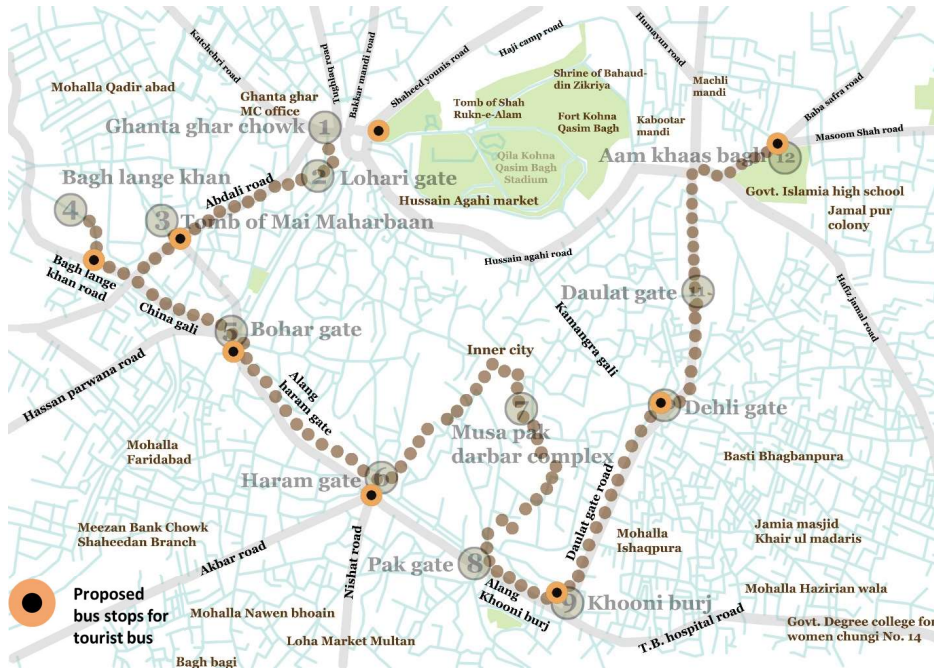 Katchehri road
Tughlaq road
Bakkar mandi road
Shaheed younis road
Haji camp road
Humayun road
Mohalla Qadir abad
Ghanta ghar
MC office
Ghanta ghar chowk
1
Tomb of Shah
Rukn-e-Alam
Shrine of Bahaud-
din Zikriya
Fort Kohna
Qasim Bagh
Machli
mandi
Kabootar
mandi
Baba safra road
Masoom Shah road
Aam khaas bagh
12
Qila Kohna
Qasim Bagh
Stadium
Hussain Agahi market
Govt. Islamia high school
Jamal pur
colony
Bagh lange khan
4
Abdali road
2
Lohari gate
3
Tomb of Mai Maharbaan
Hussain agahi road
Hafiz jamal road
Bagh lange
khan road
China gali
5
Bohar gate
Daulat gate
11
Kamangra gali
Hassan parwana road
Alang
haram gate
Inner city
7
Musa pak
darbar complex
Dehli gate
Mohalla
Faridabad
Haram gate
6
Basti Bhagbanpura
Daulat gate road
Meezan Bank Chowk
Shaheedan Branch
Akbar road
Nishat road
Mohalla
Ishaqpura
Jamia masjid
Khair ul madaris
Pak gate
8
Alang
Khooni burj
9
Khooni burj
Mohalla Hazirian wala
Proposed
bus stops for
tourist bus
Mohalla Nawen bhoain
Loha Market Multan
Bagh bagi
T.B. hospital road
Govt. Degree college for
women chungi No. 14